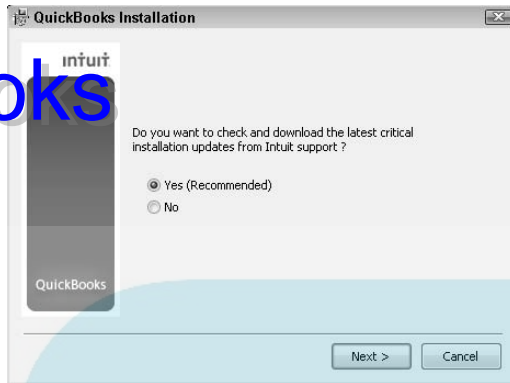 QuickBooks Installation
intuit
oks
Do you want to check and download the latest critical
installation updates from Intuit support ?
Yes (Recommended)
No
QuickBooks
Next >
Cancel